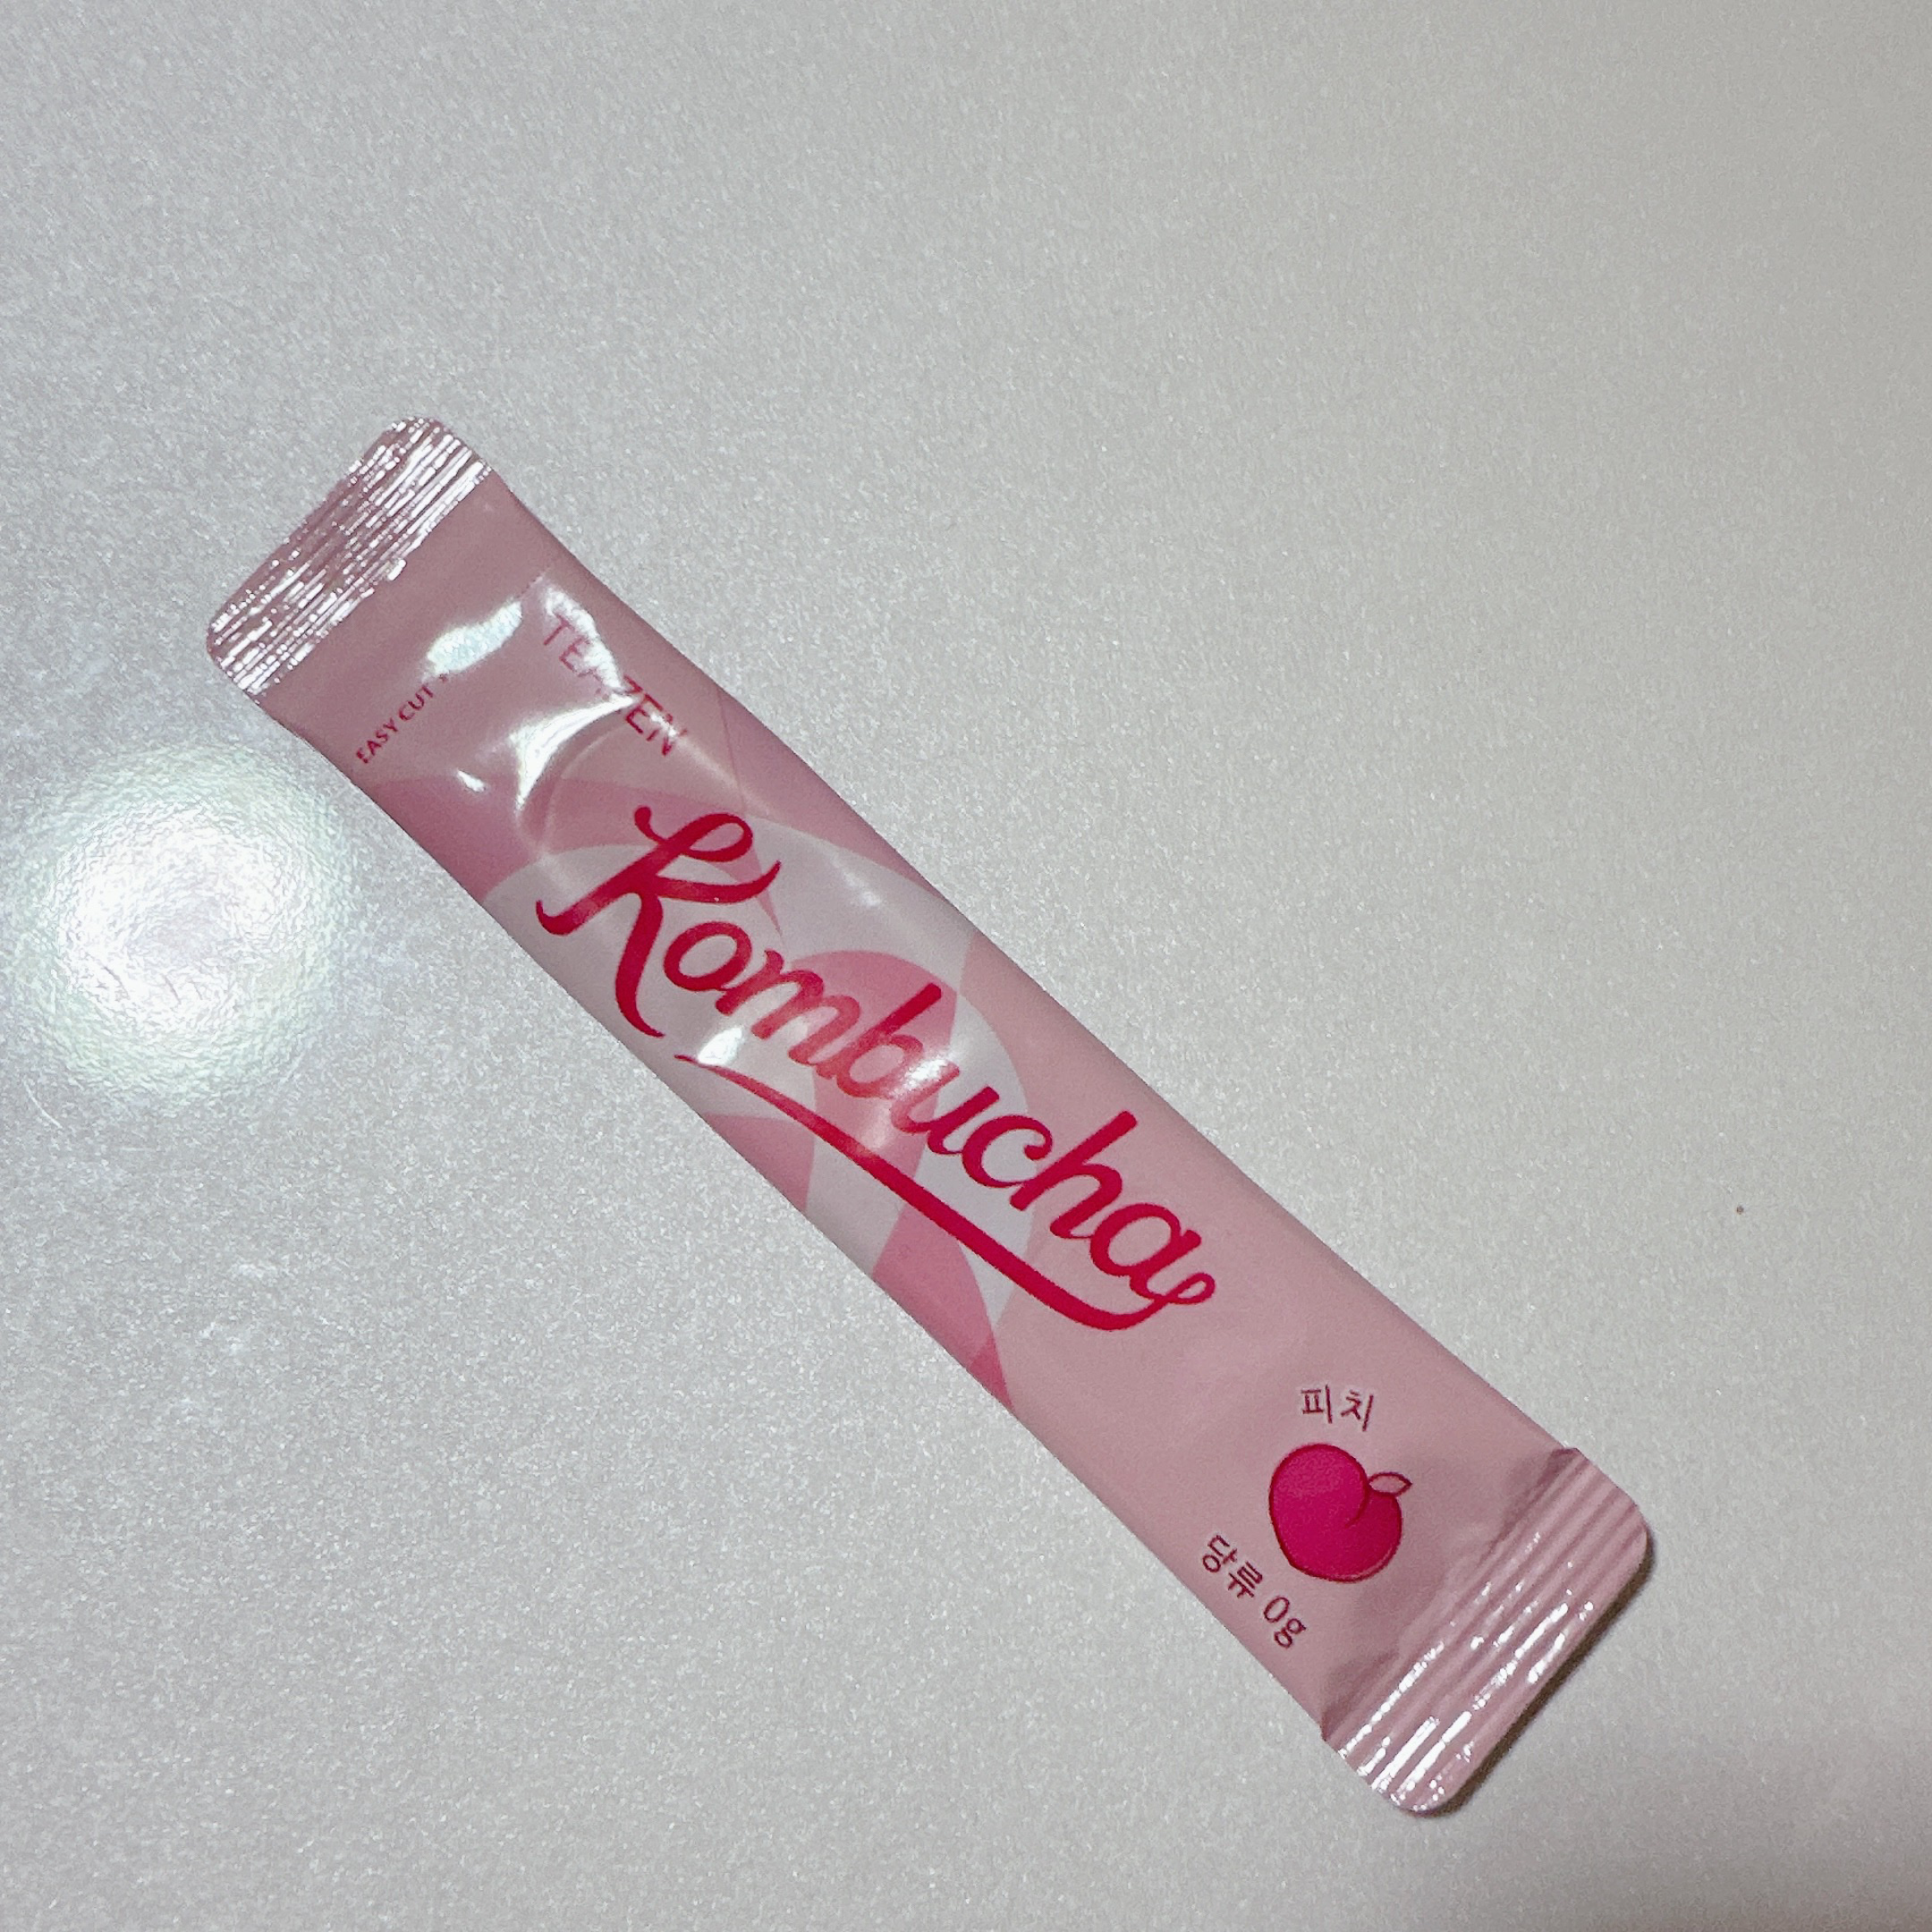 EASY CUT
TEAZEN
Kombucha
피치
당류 0g